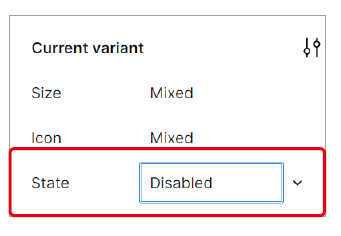 Current variant
Size Mixed
Icon Mixed
State Disabled